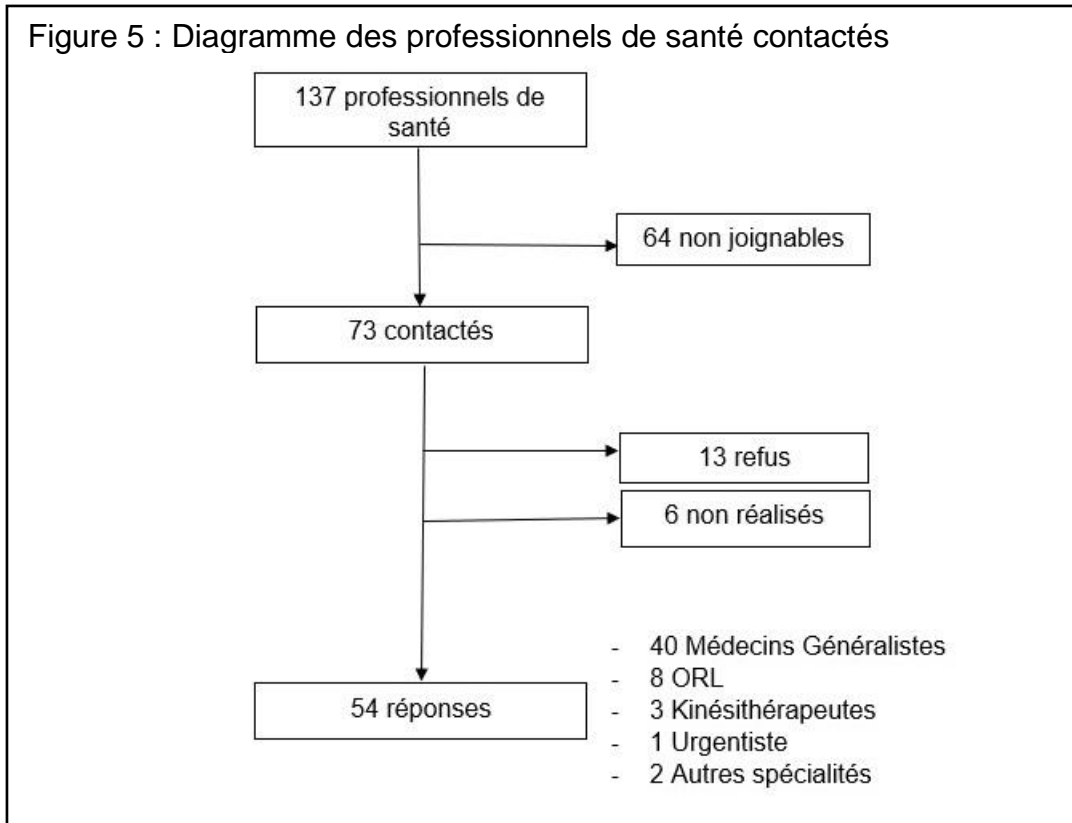 Figure 5 : Diagramme des professionnels de santé contactés
137 professionnels de
santé
64 non joignables
73 contactés
13 refus
6 non réalisés
54 réponses
- 40 Médecins Généralistes
- 8 ORL
- 3 Kinésithérapeutes
- 1 Urgentiste
- 2 Autres spécialités